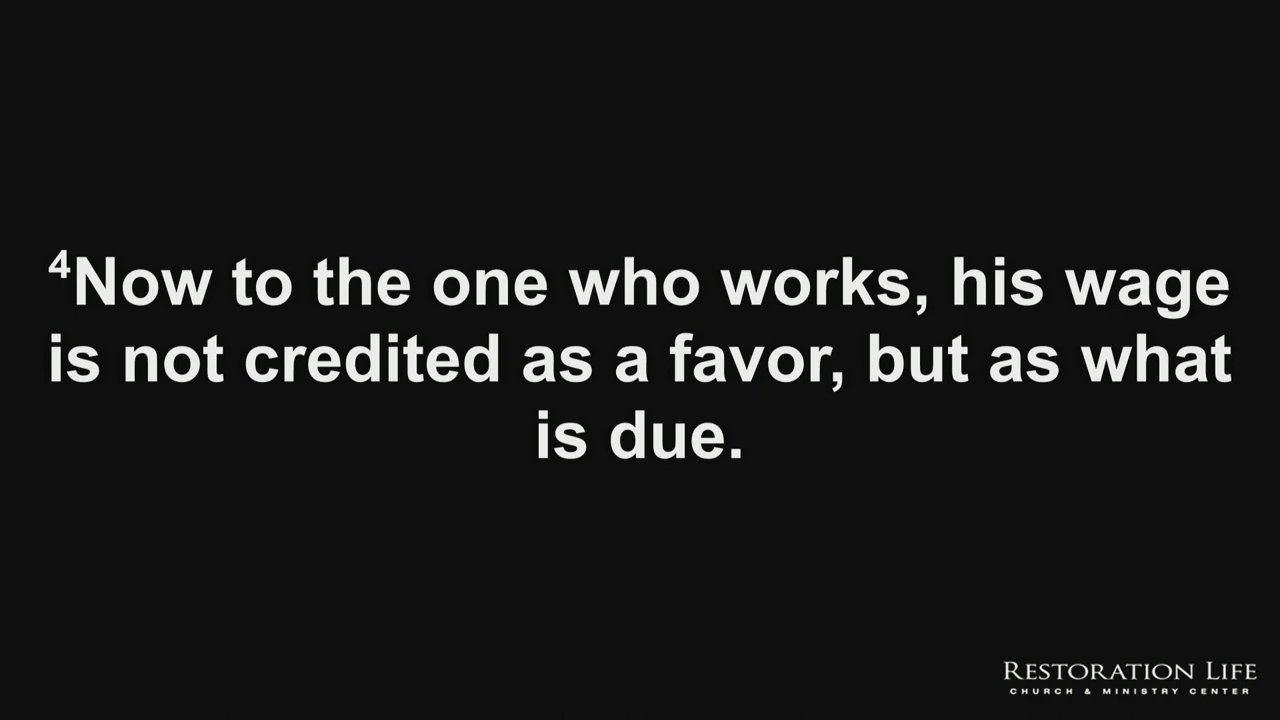 ⁴Now to the one who works, his wage
is not credited as a favor, but as what
is due.
RESTORATION LIFE
CHURCH & MINISTRY CENTER